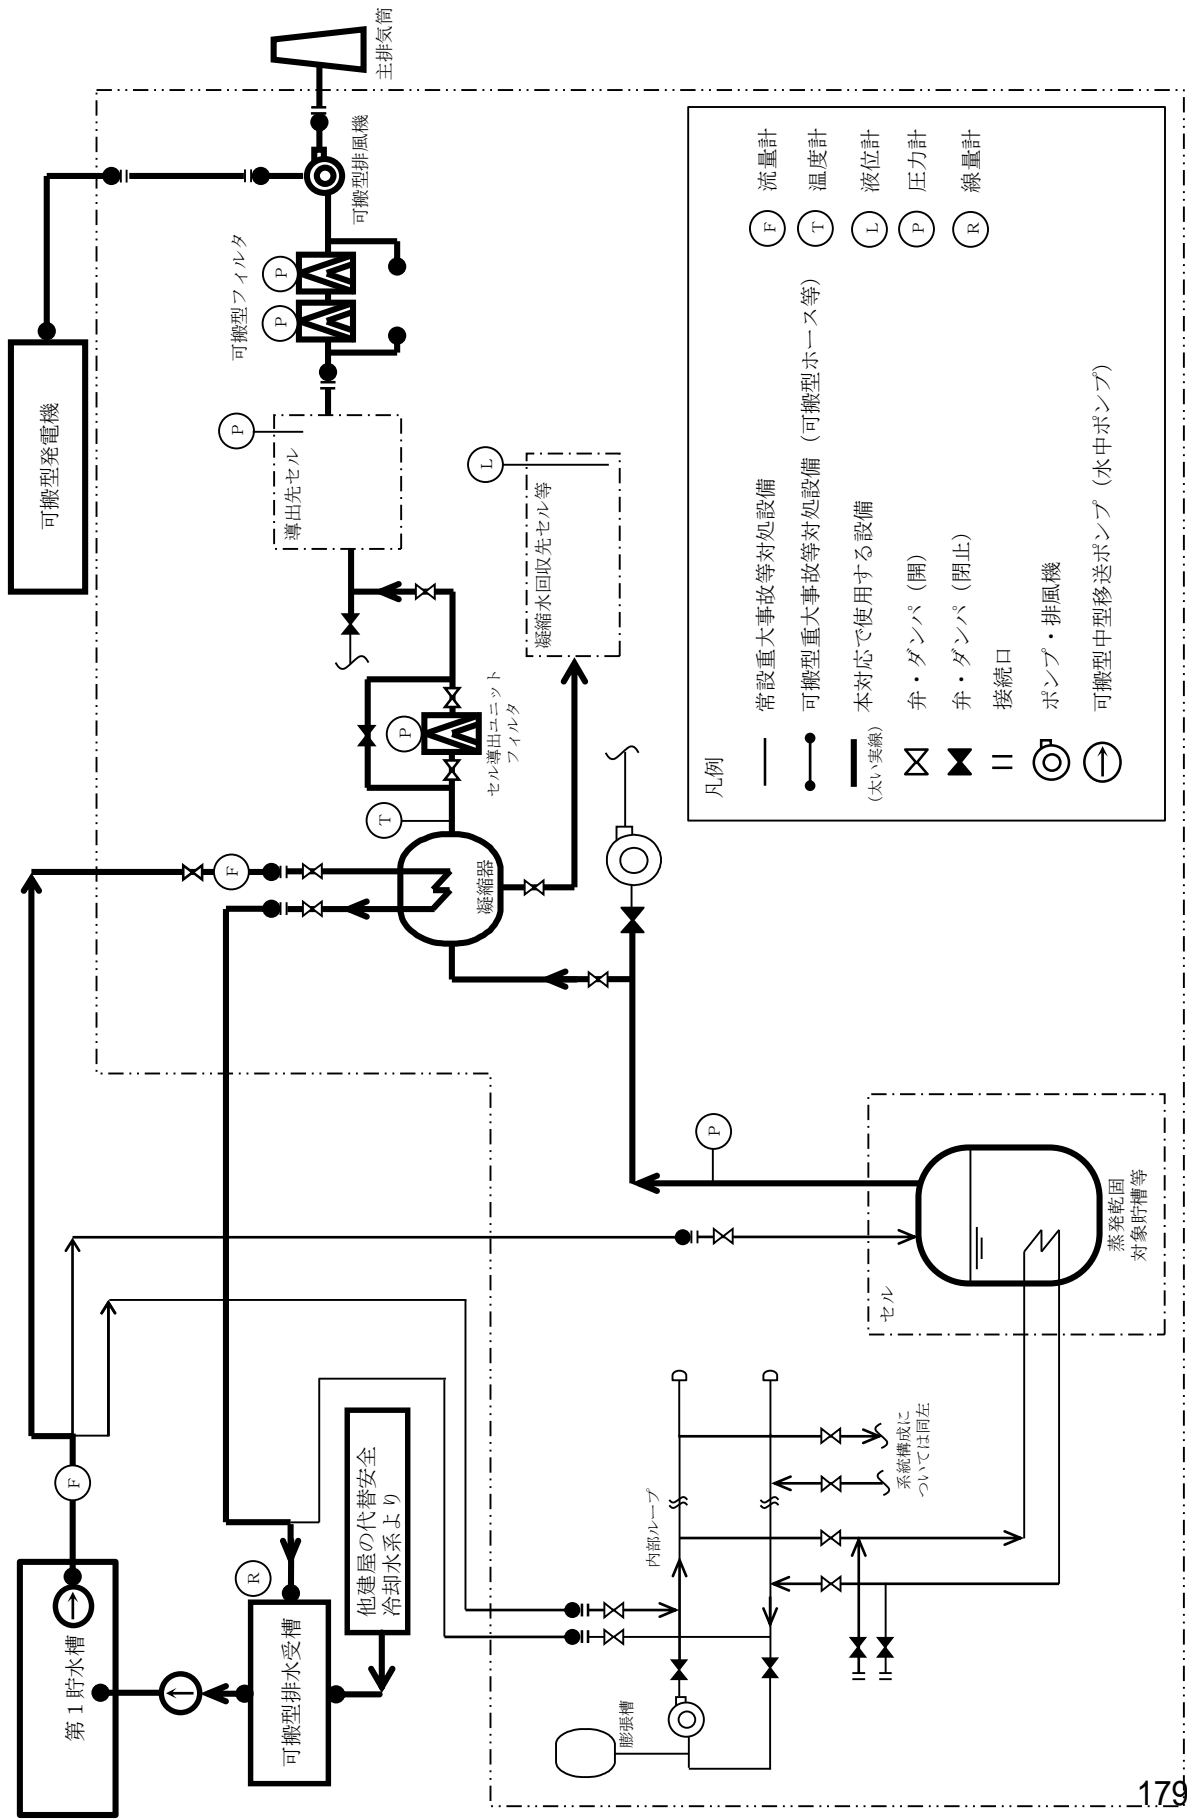 主排気筒
可搬型排風機
可搬型フィルタ
P
P
可搬型発電機
P
導出先セル
L
凝縮水回収先セル等
セル導出ユニット
フィルタ
P
T
F
凝縮器
凡例
常設重大事故等対処設備
可搬型重大事故等対処設備（可搬型ホース等）
本対応で使用する設備
（太い実線）
弁・ダンパ（開）
弁・ダンパ（閉止）
接続口
ポンプ・排風機
可搬型中型移送ポンプ（水中ポンプ）
F 流量計
T 温度計
L 液位計
P 圧力計
R 線量計
P
セル
蒸発乾固
対象貯槽等
F
第１貯水槽
R
可搬型排水受槽
他建屋の代替安全
冷却水系より
内部ループ
系統構成に
ついては同左
膨張槽
179